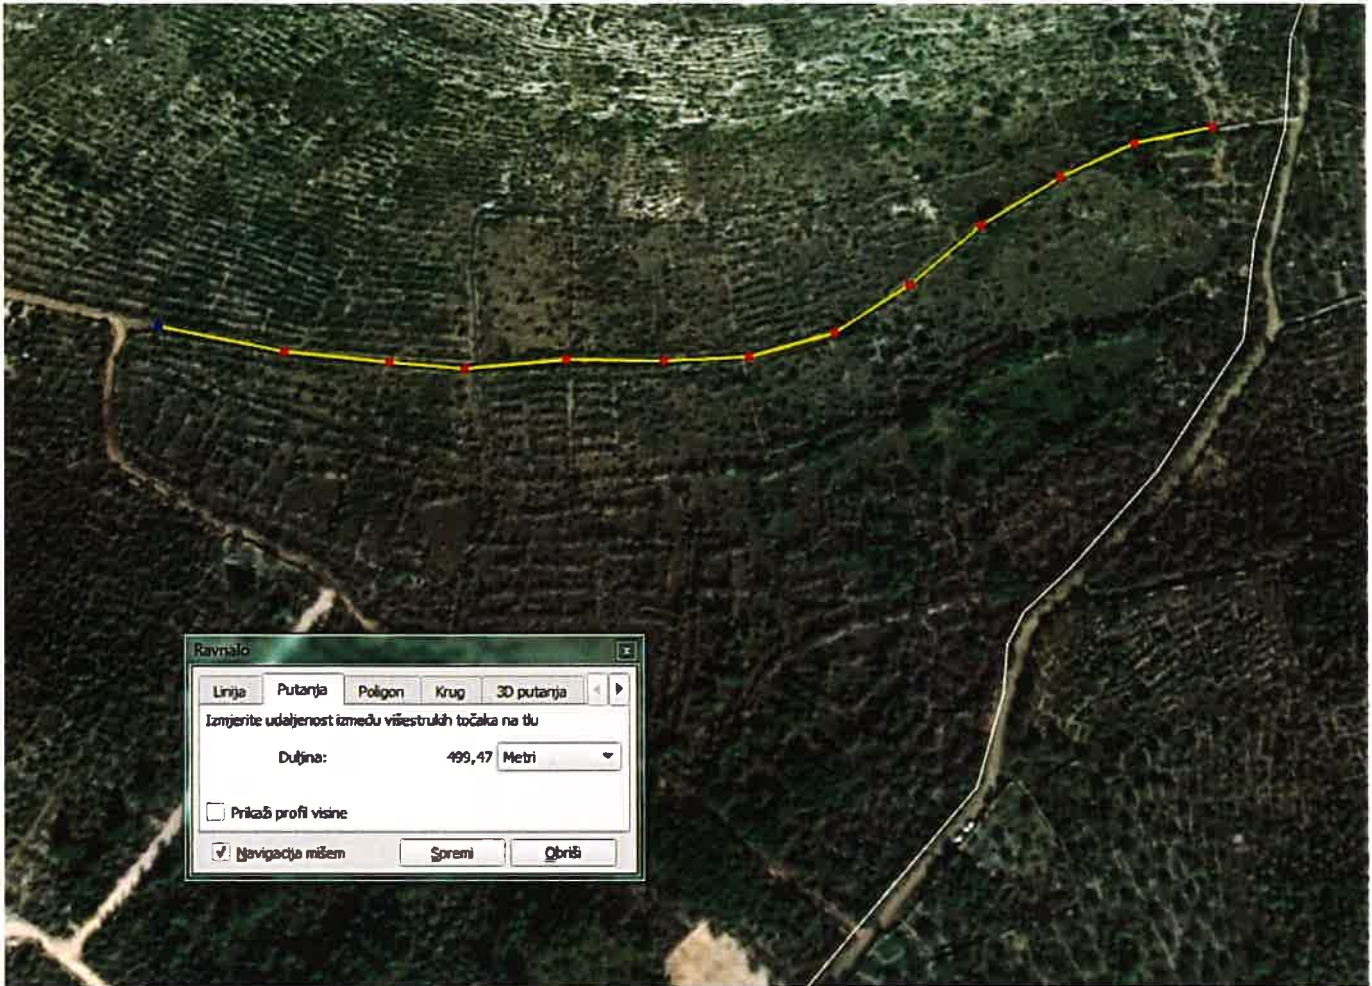 Ravnalo
Linija Putanja Poligon Krug 3D putanja
Izmjerite udaljenost između višestrukih točaka na tlu
Duljina: 499,47 Metri
Prikaži profil visine
Navigacija mišem Spremi Obriši